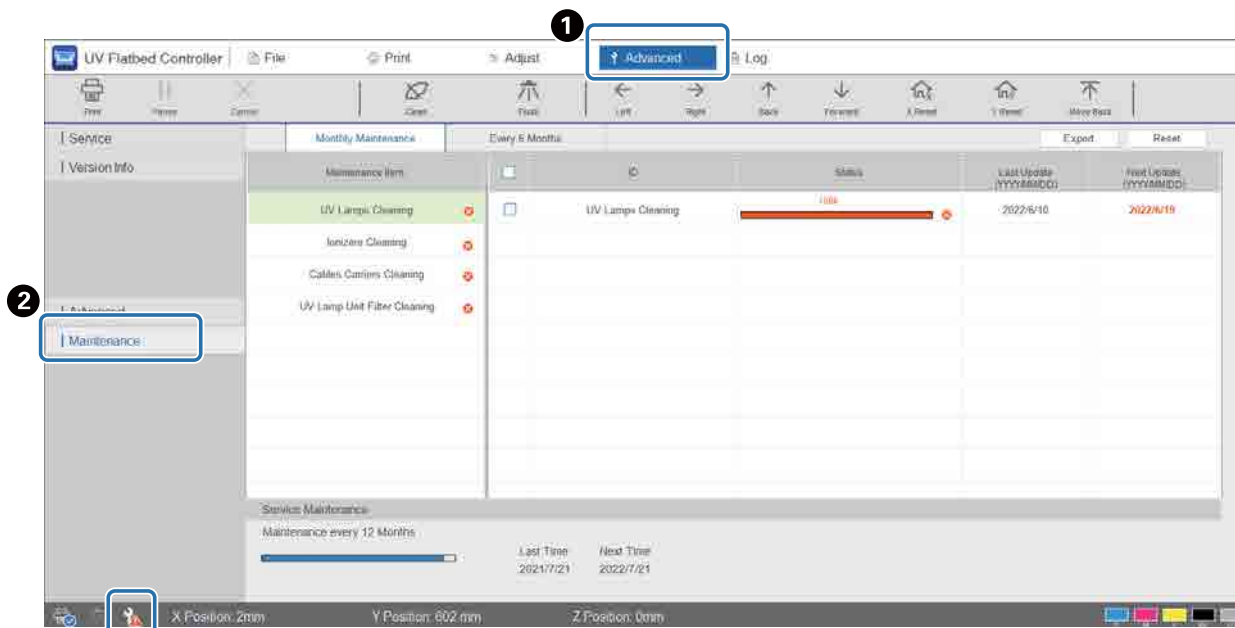 1
UV Flatbed Controller File Print Adjust Advanced Log
Print Pause Cancel Clean Flush Left Right Back Forward X Reset Y Reset Move Back
Service Monthly Maintenance Every 6 Months Export Reset
Version Info Maintenance Item ID Status Last Update (YYYY/MM/DD) Next Update (YYYY/MM/DD)
UV Lamps Cleaning UV Lamps Cleaning 100% 2022/6/10 2022/6/19
Ionizers Cleaning
Cables Carriers Cleaning
2
Advanced UV Lamp Unit Filter Cleaning
Maintenance
Service Maintenance
Maintenance every 12 Months
Last Time Next Time
2021/7/21 2022/7/21
X Position: 2mm Y Position: 602 mm Z Position: 0mm